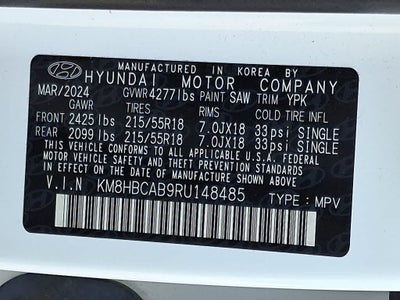 MANUFACTURED IN KOREA BY
HYUNDAI MOTOR COMPANY
MAR/2024 GVWR 4277lbs PAINT SAW TRIM YPK
GAWR TIRES RIMS COLD TIRE INFL
FRONT 2425 lbs 215/55R18 7.0JX18 33psi SINGLE
REAR 2099 lbs 215/55R18 7.0JX18 33psi SINGLE
THIS VEHICLE CONFORMS TO ALL APPLICABLE U.S. FEDERAL
MOTOR VEHICLE SAFETY AND THEFT PREVENTION STANDARDS
IN EFFECT ON THE DATE OF MANUFACTURE SHOWN ABOVE.
V.I.N KM8HBCAB9RU148485 TYPE: MPV